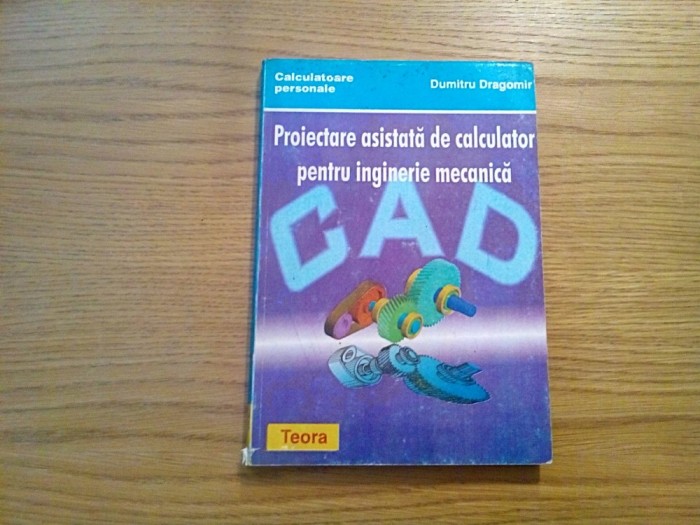 Calculatoare
personale
Dumitru Dragomir
Proiectare asistată de calculator
pentru inginerie mecanică
CAD
Teora